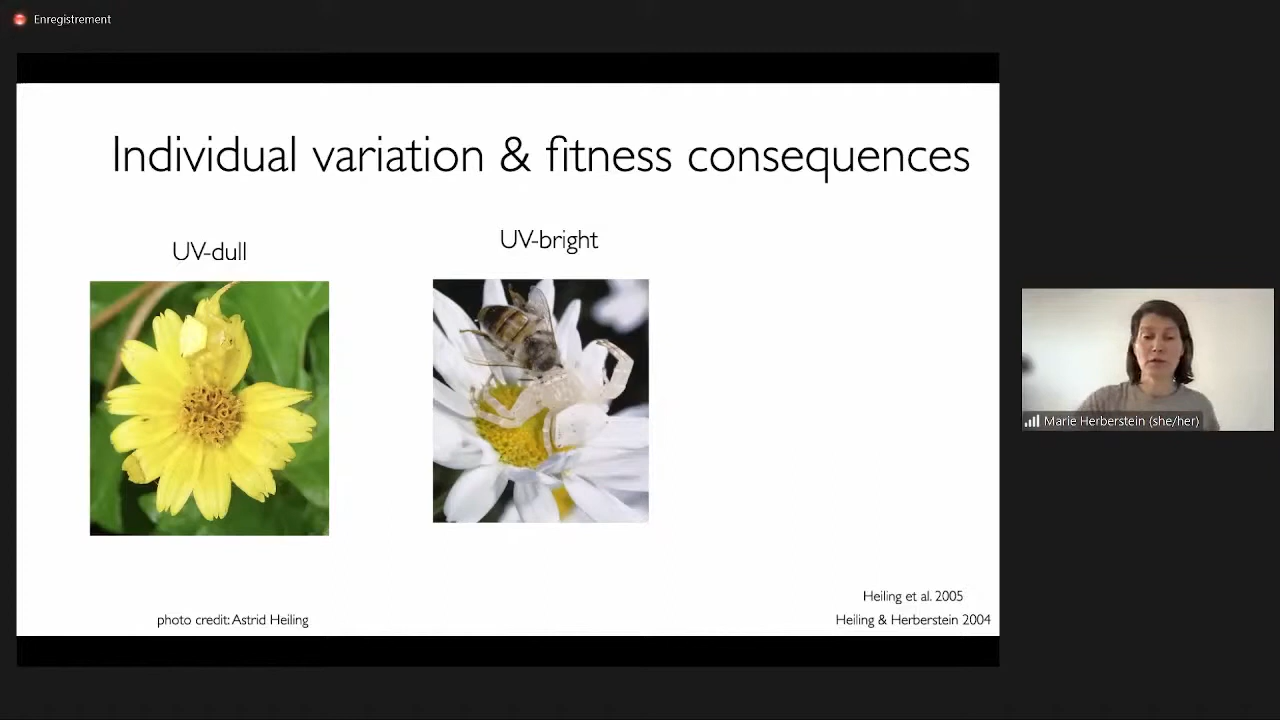 Enregistrement
Individual variation & fitness consequences
UV-dull
UV-bright
Heiling et al. 2005
photo credit: Astrid Heiling
Heiling & Herberstein 2004
Marie Herberstein (she/her)